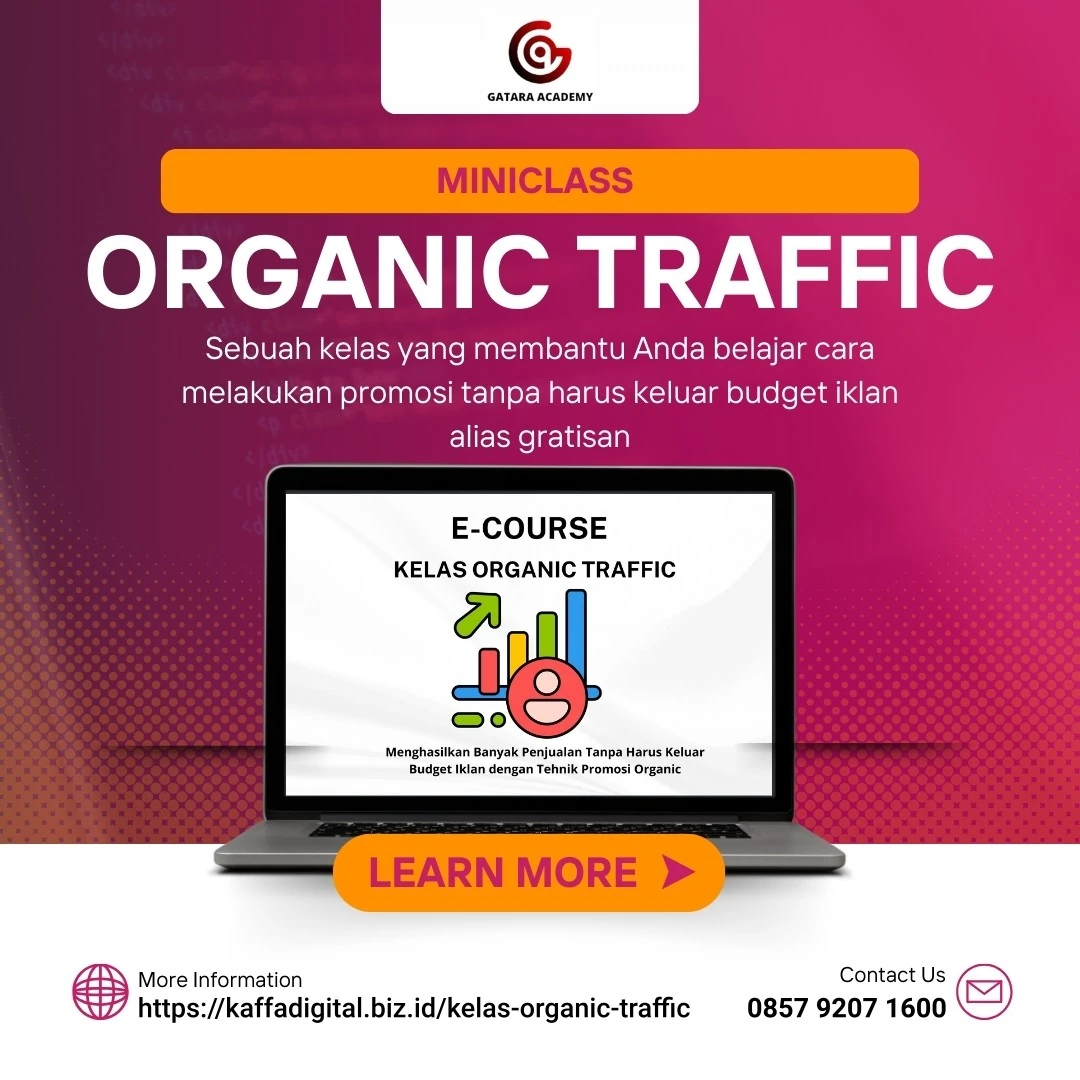 GATARA ACADEMY
MINICLASS
ORGANIC TRAFFIC
Sebuah kelas yang membantu Anda belajar cara
melakukan promosi tanpa harus keluar budget iklan
alias gratisan
E-COURSE
KELAS ORGANIC TRAFFIC
Menghasilkan Banyak Penjualan Tanpa Harus Keluar
Budget Iklan dengan Tehnik Promosi Organic
LEARN MORE
More Information
https://kaffadigital.biz.id/kelas-organic-traffic
Contact Us
0857 9207 1600